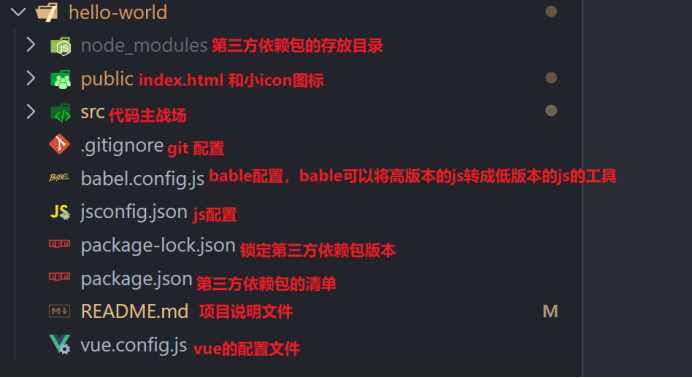 hello-world
node_modules 第三方依赖包的存放目录
public index.html 和小icon图标
src 代码主战场
.gitignore git 配置
BABEL babel.config.js bable配置，bable可以将高版本的js转成低版本的js的工具
JS jsconfig.json js配置
package-lock.json 锁定第三方依赖包版本
package.json 第三方依赖包的清单
README.md 项目说明文件 M
vue.config.js vue的配置文件